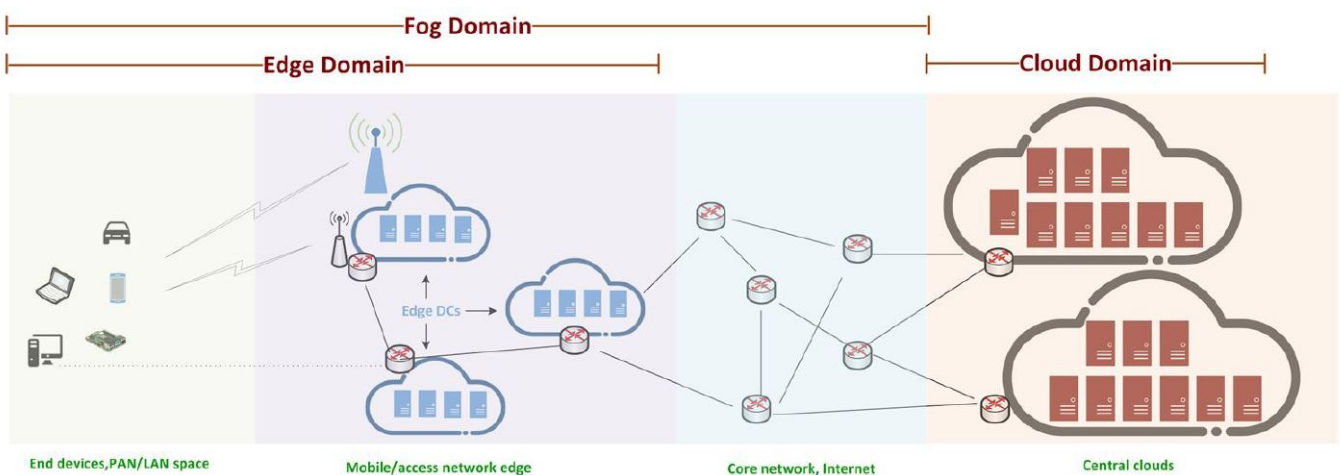 Fog Domain
Edge Domain
Cloud Domain
Edge DCs
End devices,PAN/LAN space
Mobile/access network edge
Core network, Internet
Central clouds